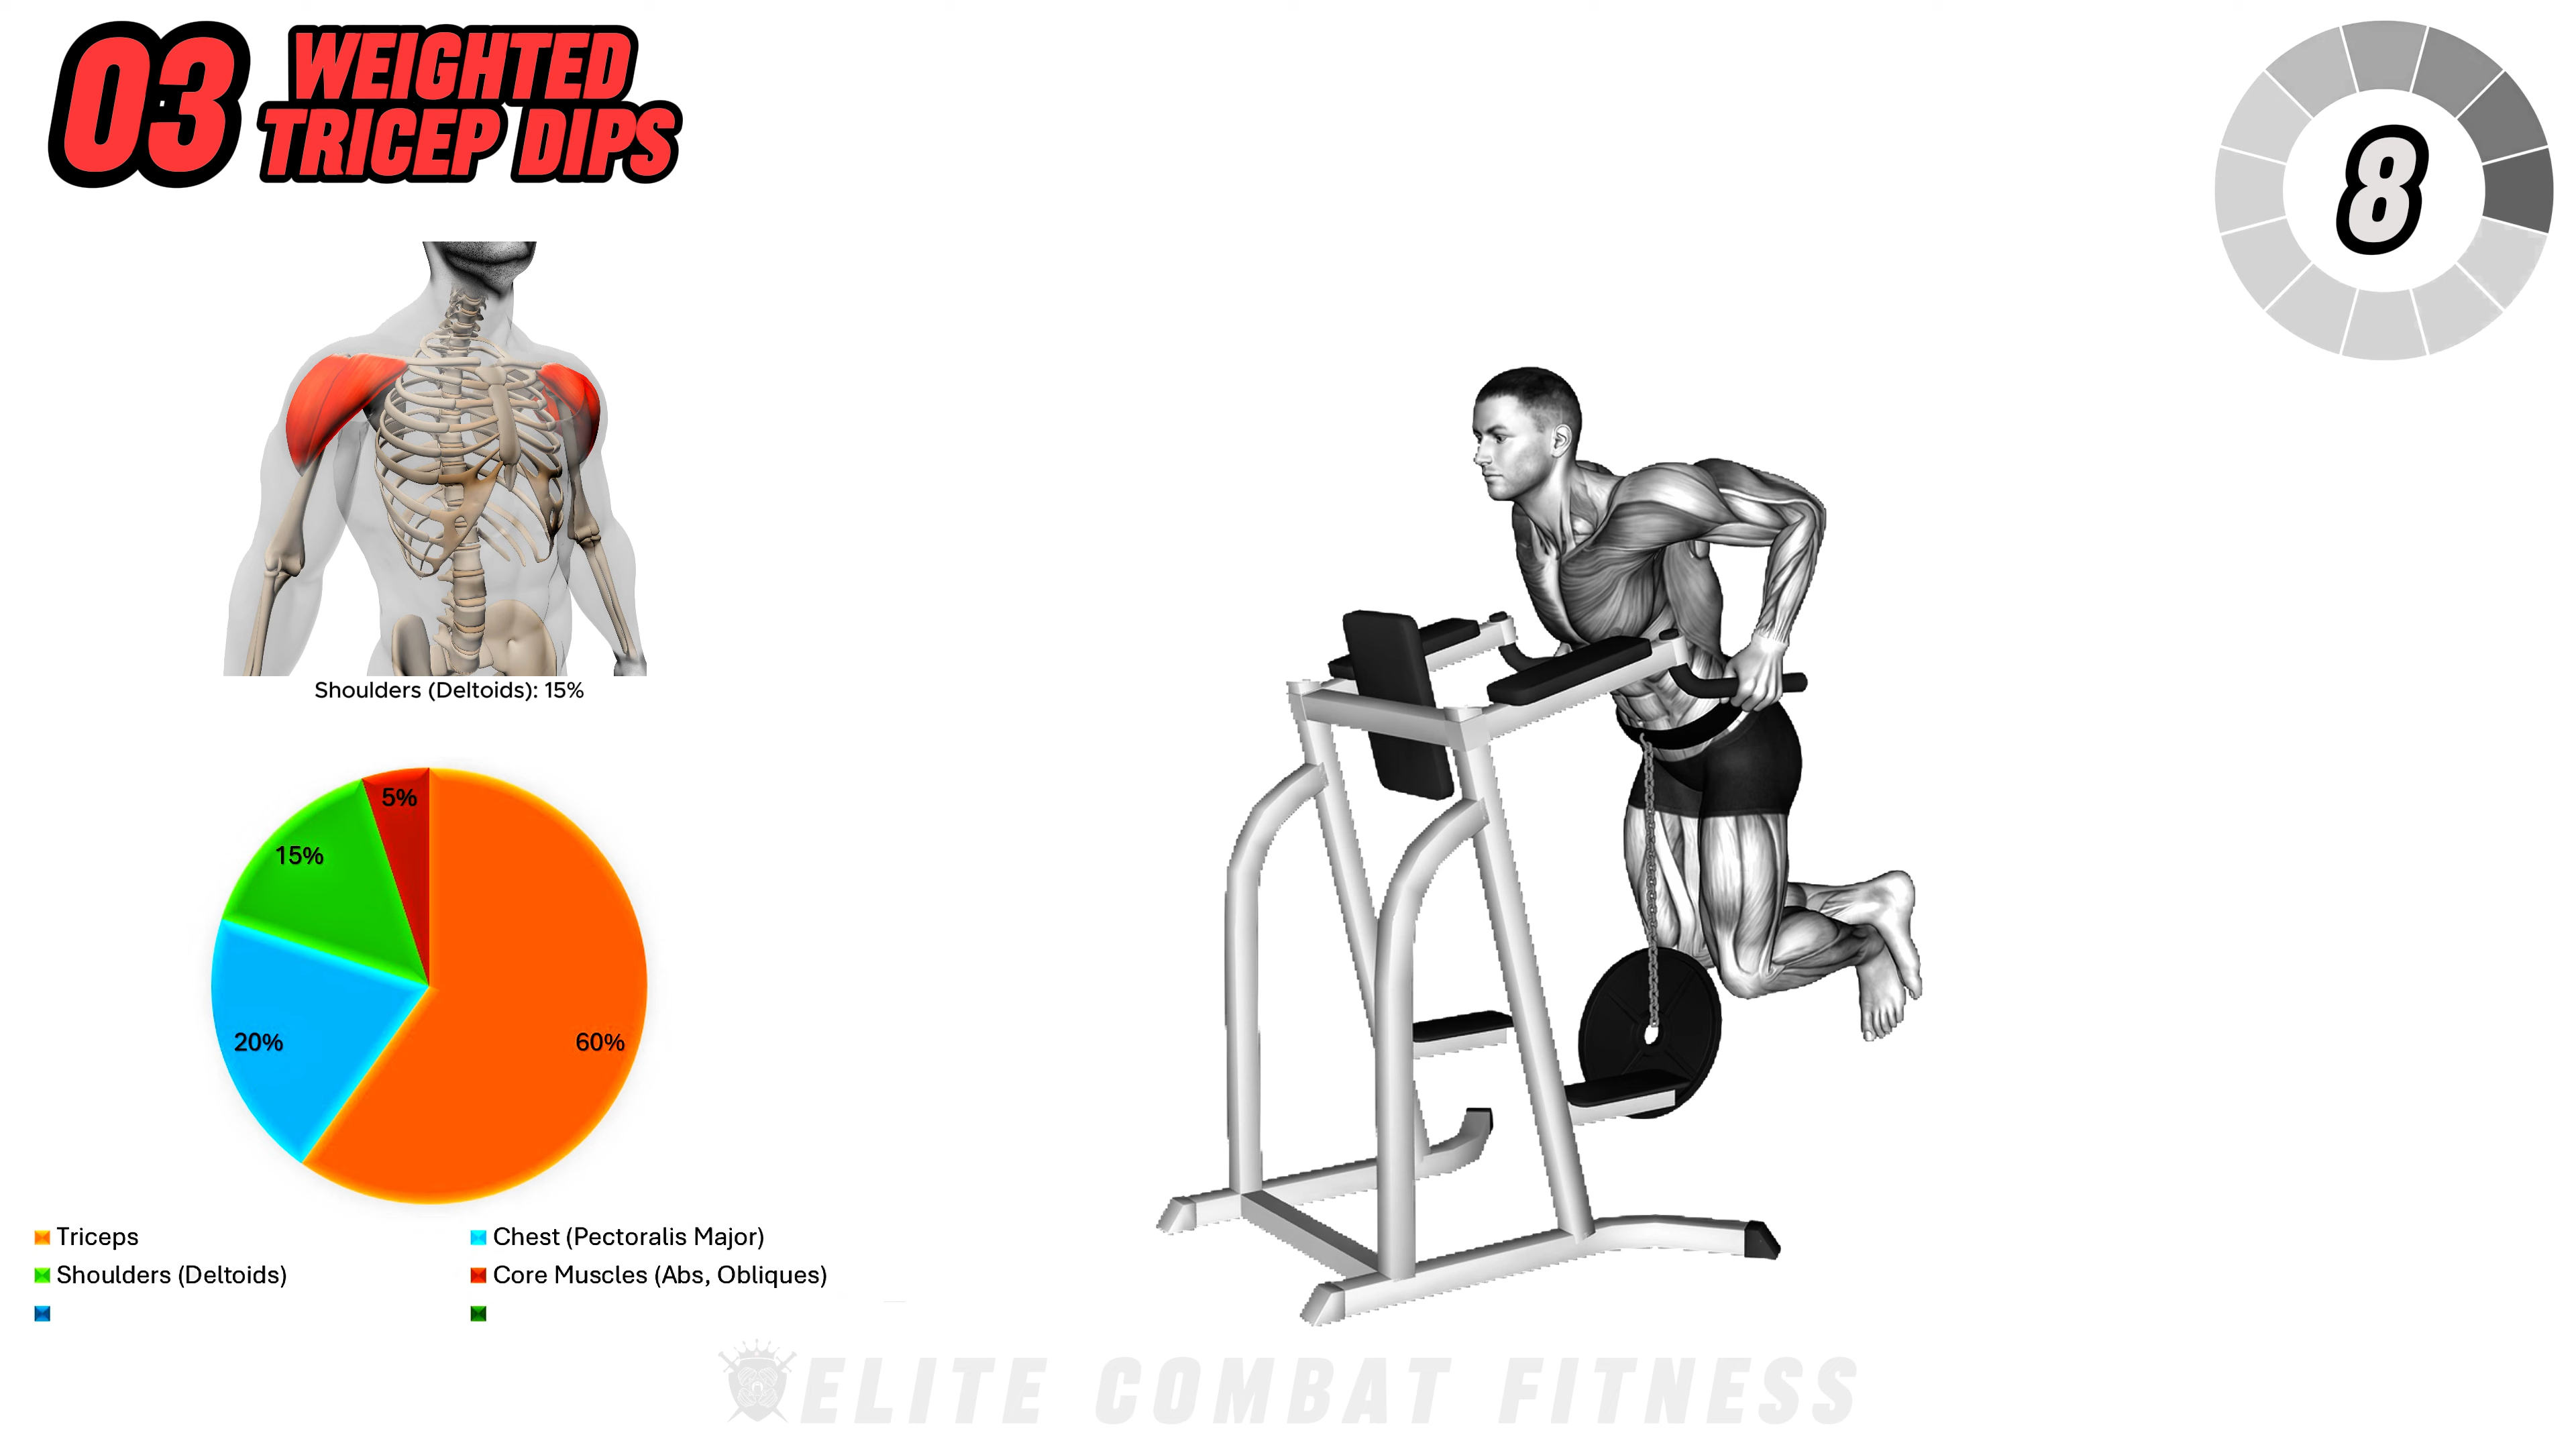 03
WEIGHTED
TRICEP DIPS
8
Shoulders (Deltoids): 15%
5%
15%
20%
60%
Triceps
Chest (Pectoralis Major)
Shoulders (Deltoids)
Core Muscles (Abs, Obliques)
ELITE COMBAT FITNESS